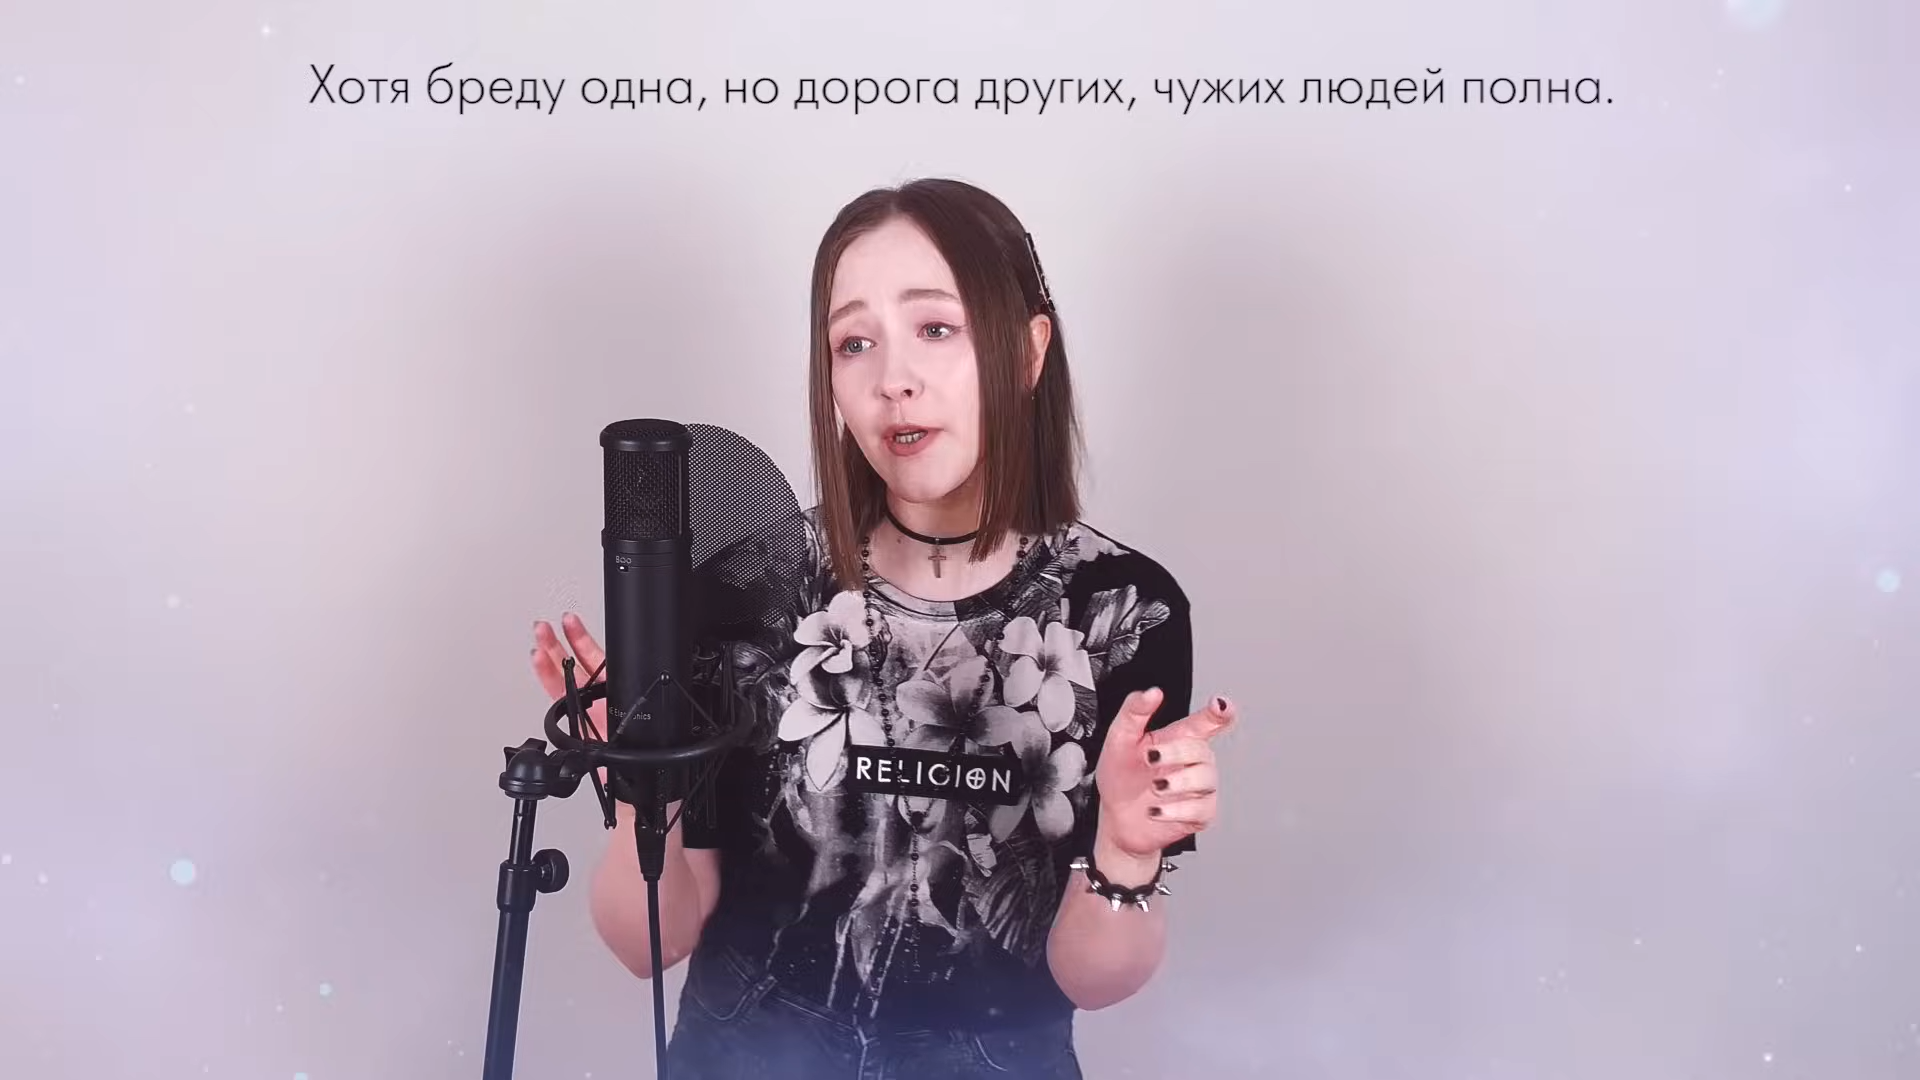 Хотя бреду одна, но дорога других, чужих людей полна.
RELIGION